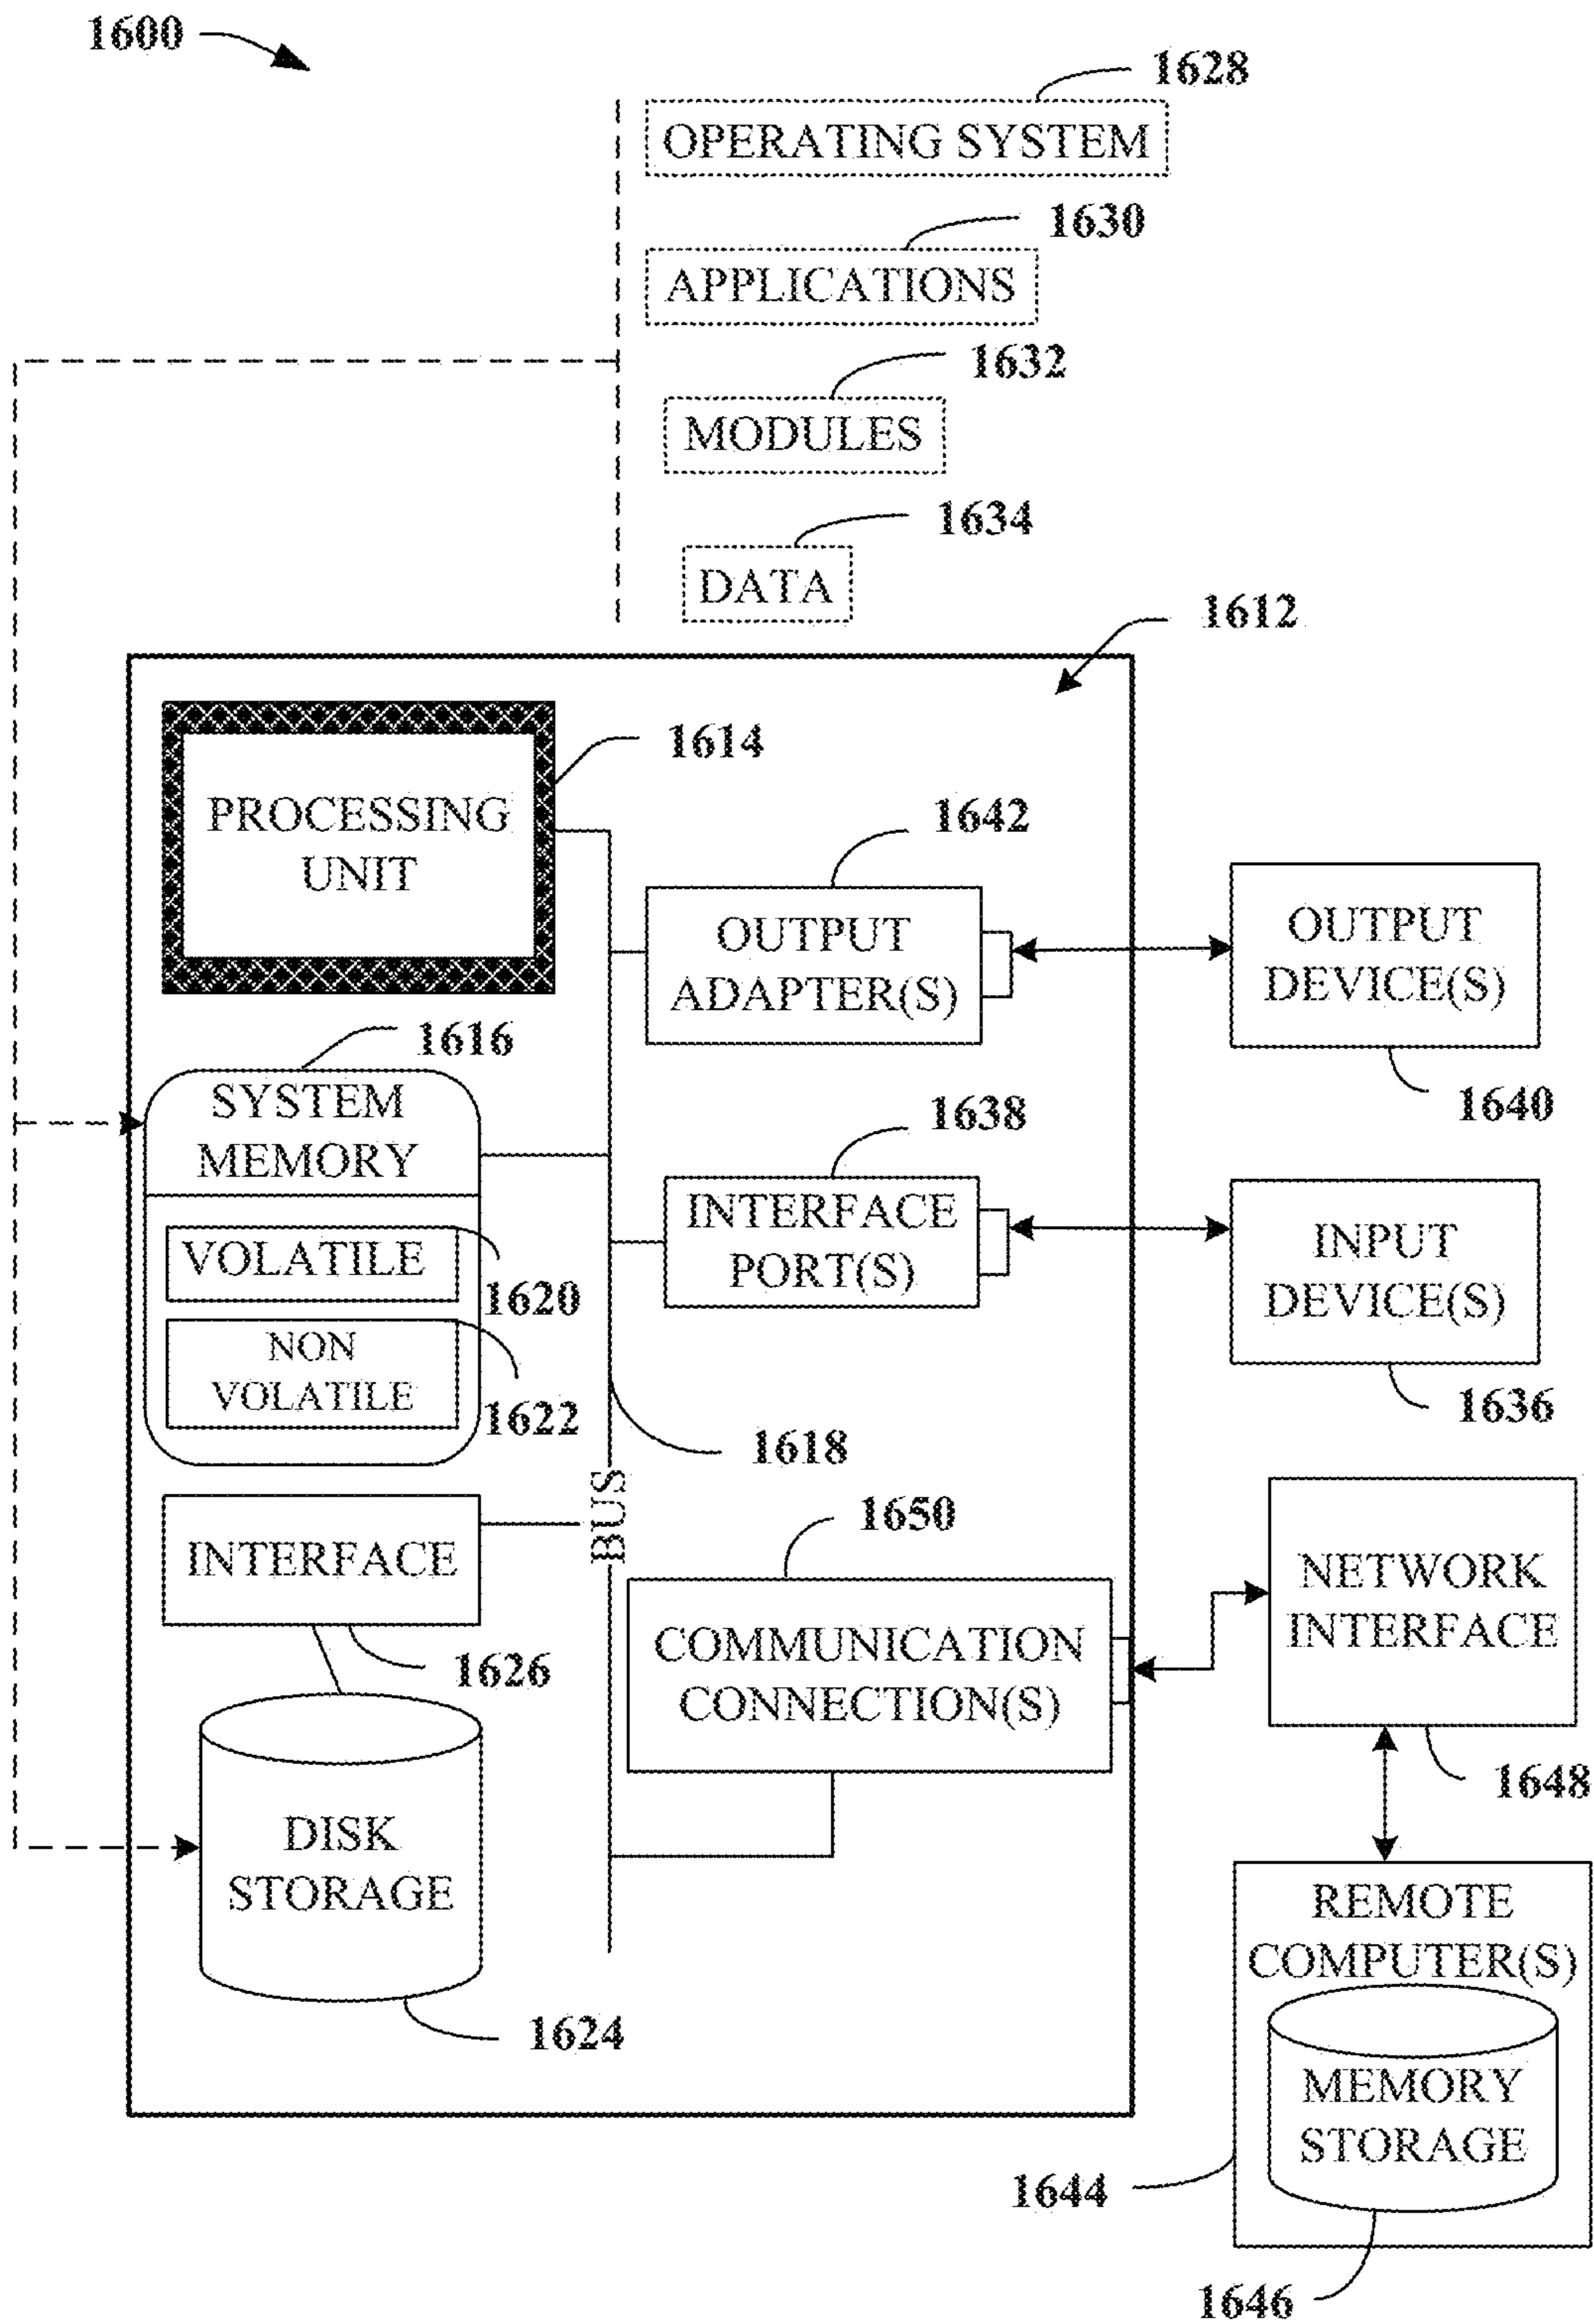 1600
1628
OPERATING SYSTEM
1630
APPLICATIONS
1632
MODULES
1634
DATA
1612
1614
PROCESSING
UNIT
1642
OUTPUT
ADAPTER(S)
OUTPUT
DEVICE(S)
1640
1616
SYSTEM
MEMORY
VOLATILE
1620
NON
VOLATILE
1622
1638
INTERFACE
PORT(S)
INPUT
DEVICE(S)
1636
1618
BUS
INTERFACE
1626
1650
COMMUNICATION
CONNECTION(S)
NETWORK
INTERFACE
1648
DISK
STORAGE
1624
REMOTE
COMPUTER(S)
MEMORY
STORAGE
1644
1646